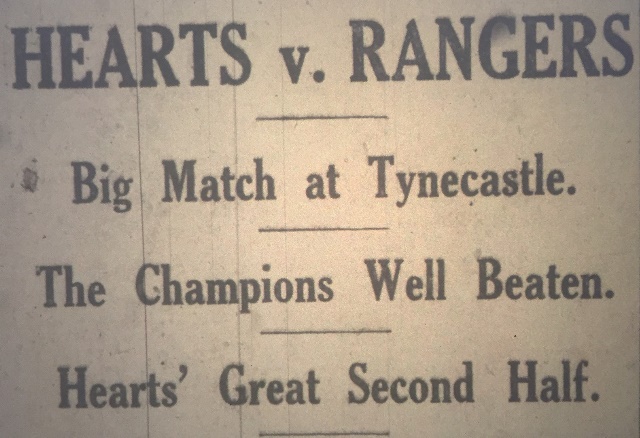 HEARTS v. RANGERS
Big Match at Tynecastle.
The Champions Well Beaten.
Hearts' Great Second Half.